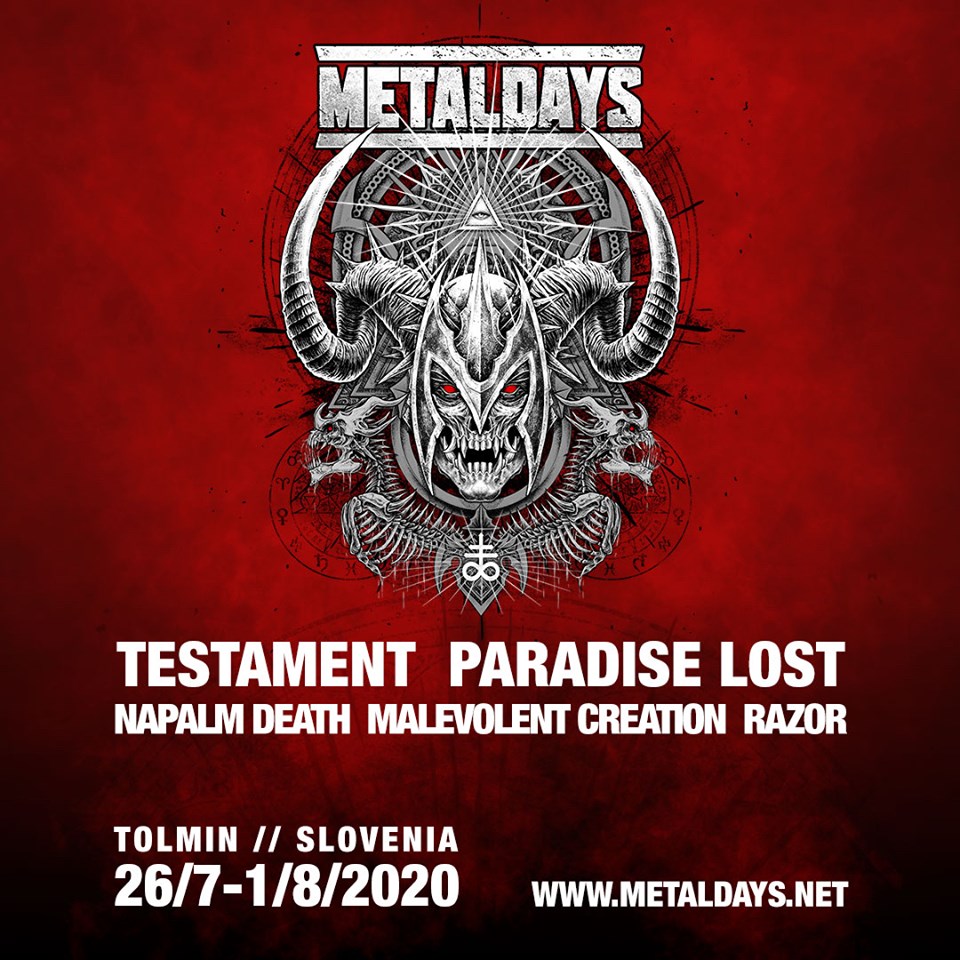 METALDAYS
TESTAMENT PARADISE LOST
NAPALM DEATH MALEVOLENT CREATION RAZOR
TOLMIN // SLOVENIA
26/7-1/8/2020
WWW.METALDAYS.NET